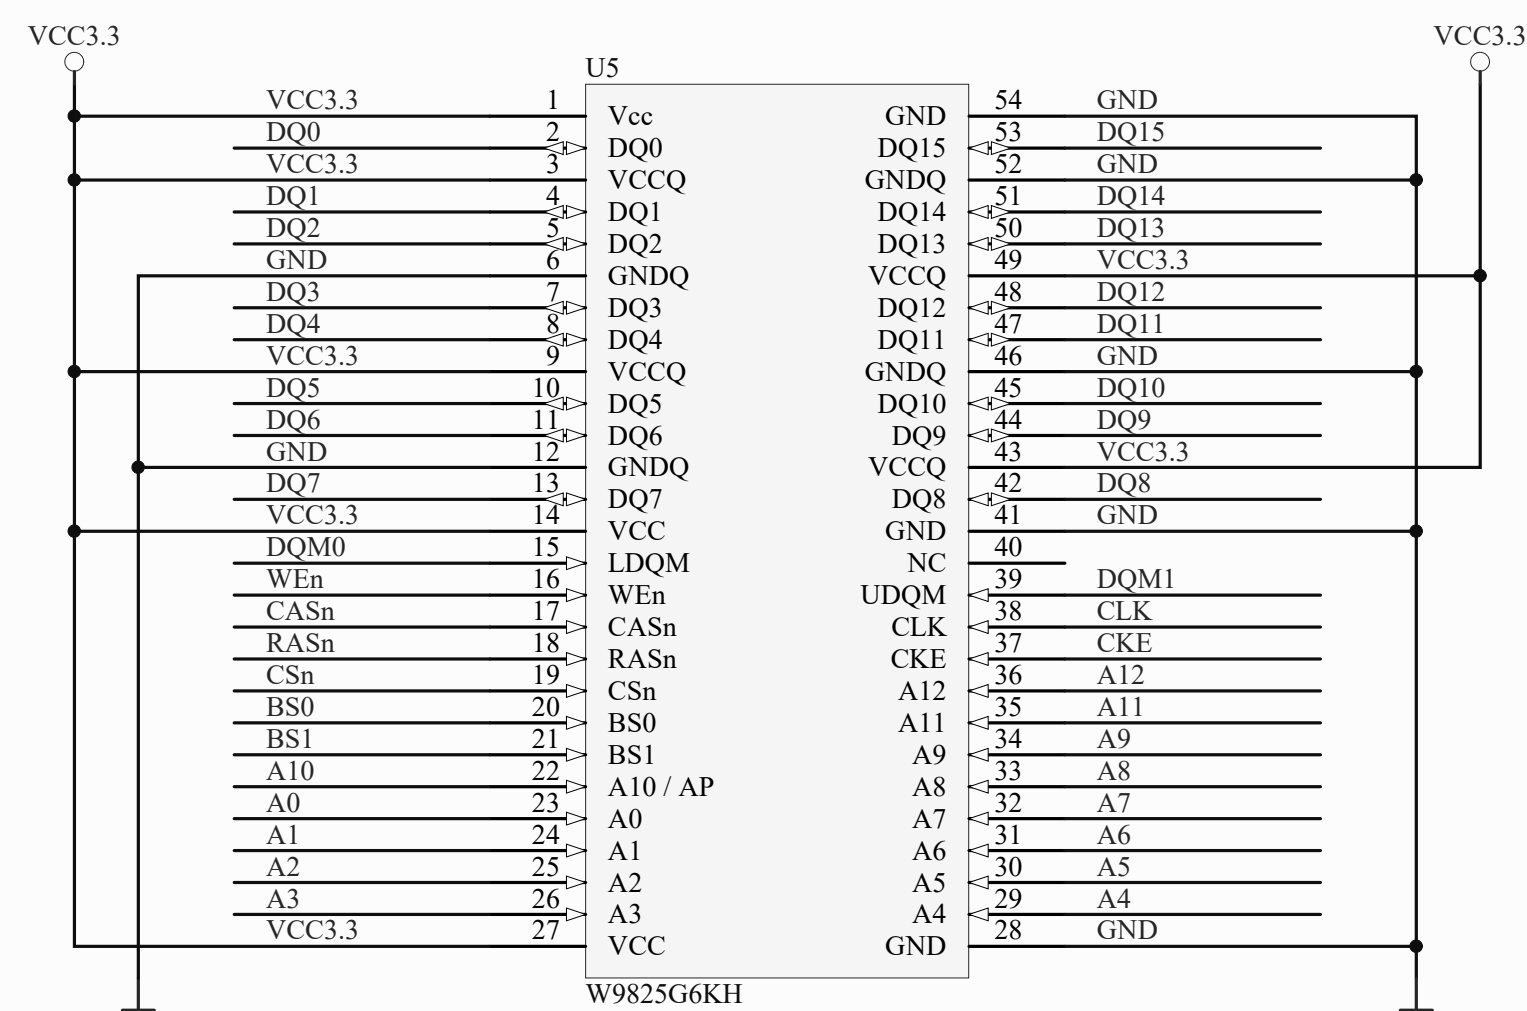 VCC3.3 VCC3.3
U5
VCC3.3 1 Vcc GND 54 GND
DQ0 2 DQ0 DQ15 53 DQ15
VCC3.3 3 VCCQ GNDQ 52 GND
DQ1 4 DQ1 DQ14 51 DQ14
DQ2 5 DQ2 DQ13 50 DQ13
GND 6 GNDQ VCCQ 49 VCC3.3
DQ3 7 DQ3 DQ12 48 DQ12
DQ4 8 DQ4 DQ11 47 DQ11
VCC3.3 9 VCCQ GNDQ 46 GND
DQ5 10 DQ5 DQ10 45 DQ10
DQ6 11 DQ6 DQ9 44 DQ9
GND 12 GNDQ VCCQ 43 VCC3.3
DQ7 13 DQ7 DQ8 42 DQ8
VCC3.3 14 VCC GND 41 GND
DQM0 15 LDQM NC 40
WEn 16 WEn UDQM 39 DQM1
CASn 17 CASn CLK 38 CLK
RASn 18 RASn CKE 37 CKE
CSn 19 CSn A12 36 A12
BS0 20 BS0 A11 35 A11
BS1 21 BS1 A9 34 A9
A10 22 A10 / AP A8 33 A8
A0 23 A0 A7 32 A7
A1 24 A1 A6 31 A6
A2 25 A2 A5 30 A5
A3 26 A3 A4 29 A4
VCC3.3 27 VCC GND 28 GND
W9825G6KH